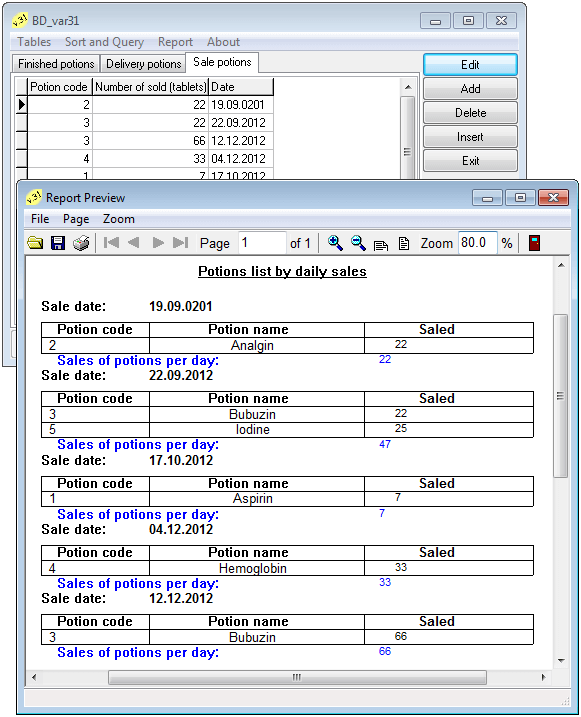 BD_var31
Tables Sort and Query Report About
Finished potions Delivery potions Sale potions
Edit
Add
Delete
Insert
Exit
Potion code Number of sold (tablets) Date
2 22 19.09.0201
3 22 22.09.2012
3 66 12.12.2012
4 33 04.12.2012
1 7 17.10.2012
Report Preview
File Page Zoom
Page 1 of 1 Zoom 80.0 %
Potions list by daily sales
Sale date: 19.09.0201
Potion code Potion name Saled
2 Analgin 22
Sales of potions per day: 22
Sale date: 22.09.2012
Potion code Potion name Saled
3 Bubuzin 22
5 Iodine 25
Sales of potions per day: 47
Sale date: 17.10.2012
Potion code Potion name Saled
1 Aspirin 7
Sales of potions per day: 7
Sale date: 04.12.2012
Potion code Potion name Saled
4 Hemoglobin 33
Sales of potions per day: 33
Sale date: 12.12.2012
Potion code Potion name Saled
3 Bubuzin 66
Sales of potions per day: 66